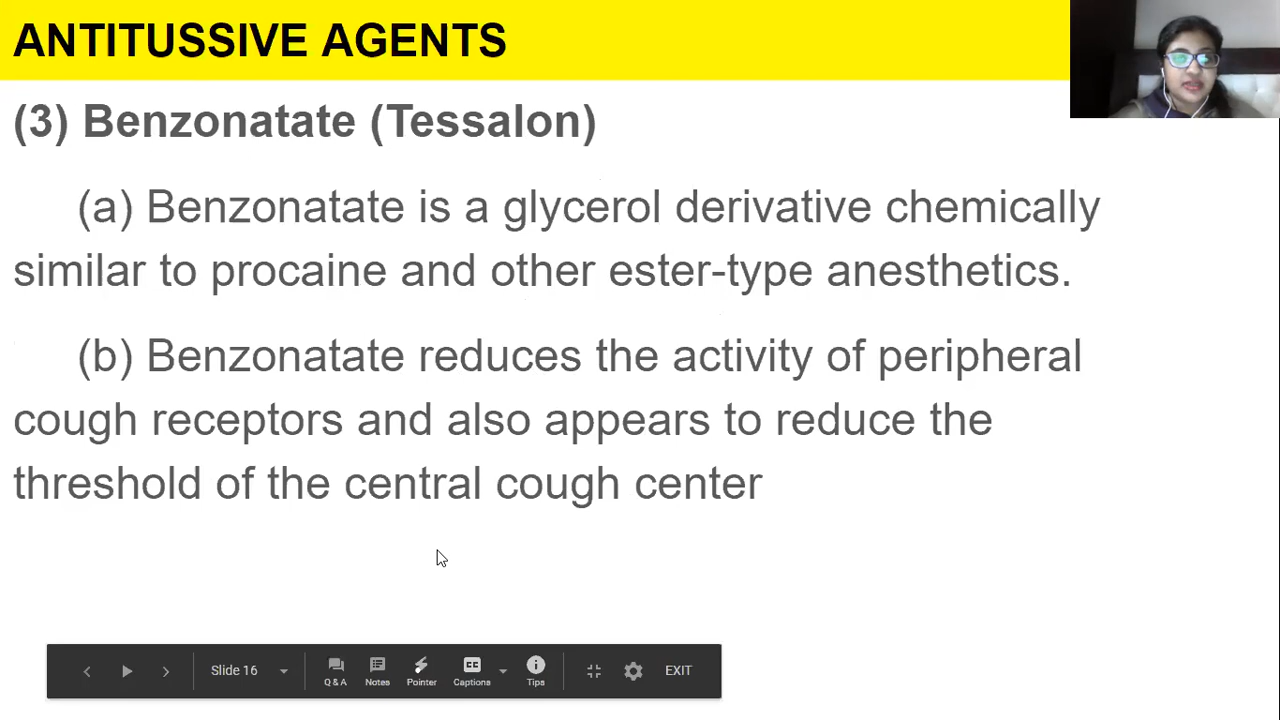 ANTITUSSIVE AGENTS
(3) Benzonatate (Tessalon)
(a) Benzonatate is a glycerol derivative chemically
similar to procaine and other ester-type anesthetics.
(b) Benzonatate reduces the activity of peripheral
cough receptors and also appears to reduce the
threshold of the central cough center
Slide 16
Q & A
Notes
Pointer
CC
Captions
Tips
EXIT